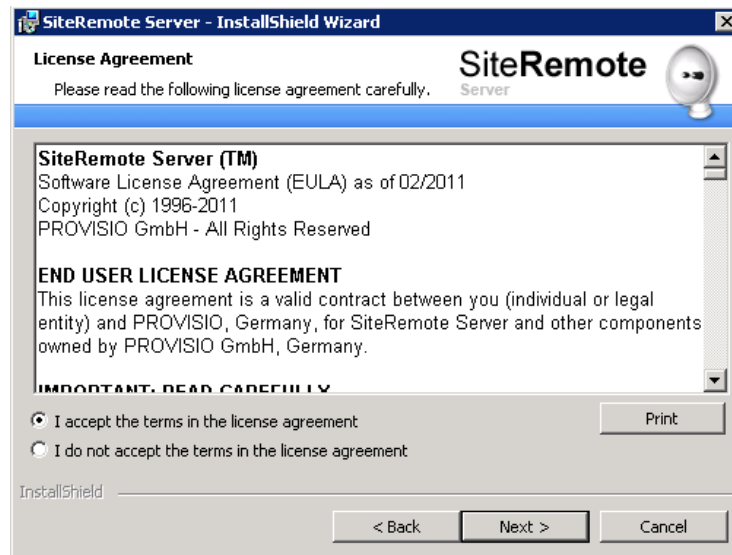 SiteRemote Server - InstallShield Wizard
License Agreement
Please read the following license agreement carefully.
SiteRemote
Server
SiteRemote Server (TM)
Software License Agreement (EULA) as of 02/2011
Copyright (c) 1996-2011
PROVISIO GmbH - All Rights Reserved
END USER LICENSE AGREEMENT
This license agreement is a valid contract between you (individual or legal
entity) and PROVISIO, Germany, for SiteRemote Server and other components
owned by PROVISIO GmbH, Germany.
IMPORTANT: READ CAREFULLY
I accept the terms in the license agreement
Print
I do not accept the terms in the license agreement
InstallShield
< Back
Next >
Cancel